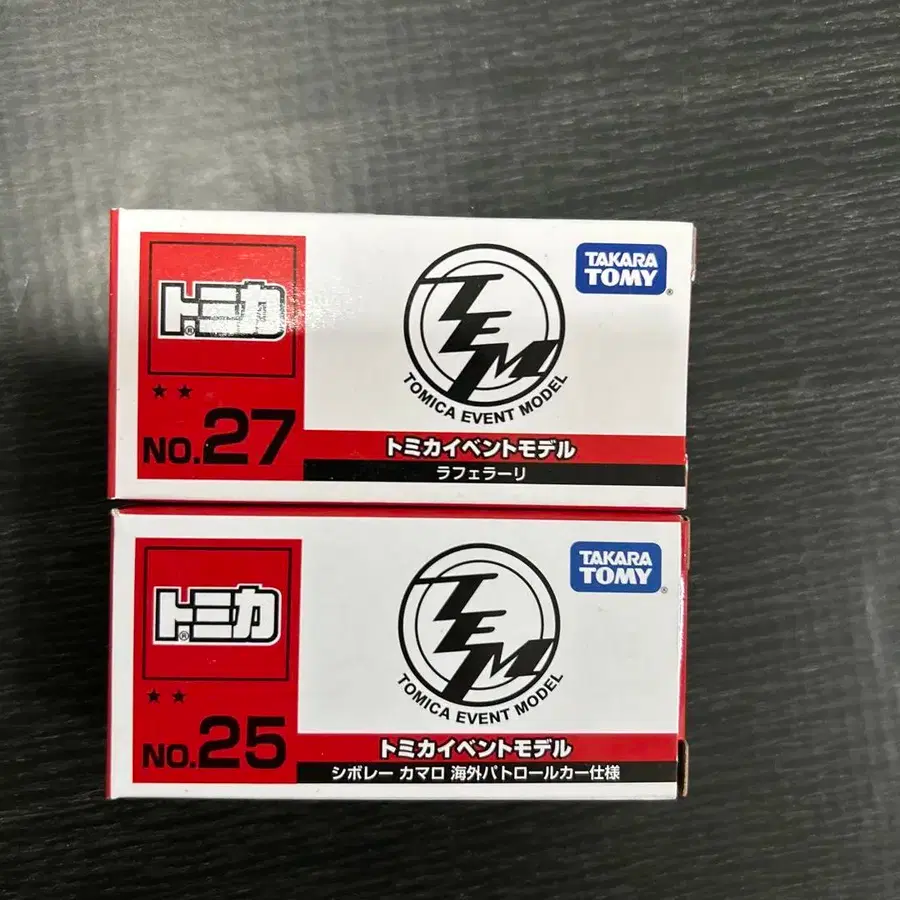 トミカ®
TAKARA
TOMY®
TEM
TOMICA EVENT MODEL
★★
NO.27
トミカイベントモデル
ラフェラーリ
トミカ®
TAKARA
TOMY®
TEM
TOMICA EVENT MODEL
★★
NO.25
トミカイベントモデル
シボレー カマロ 海外パトロールカー仕様